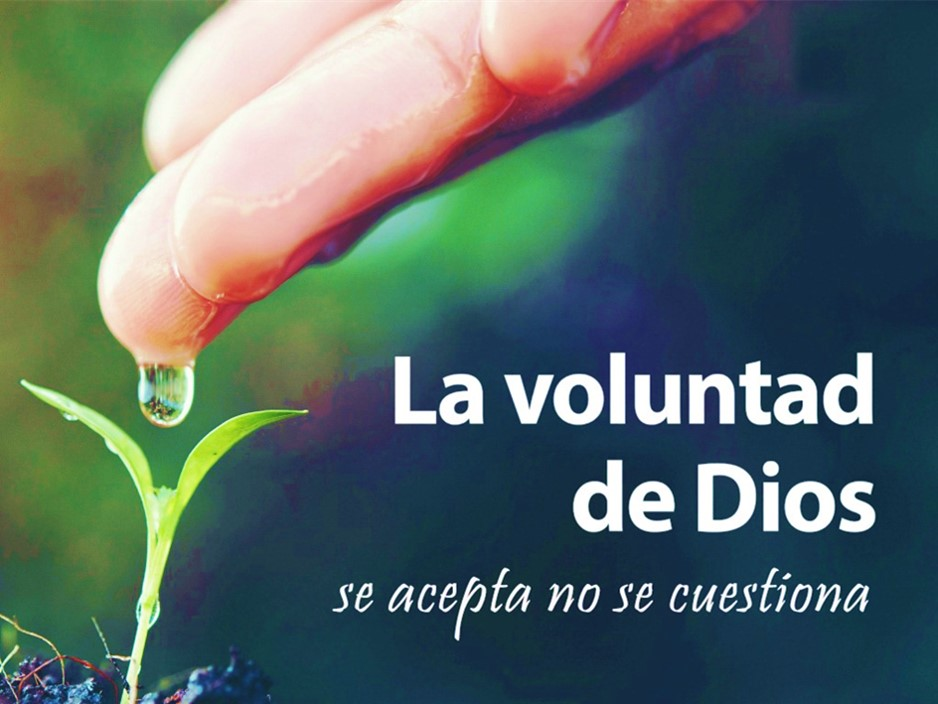 La voluntad
de Dios
se acepta no se cuestiona